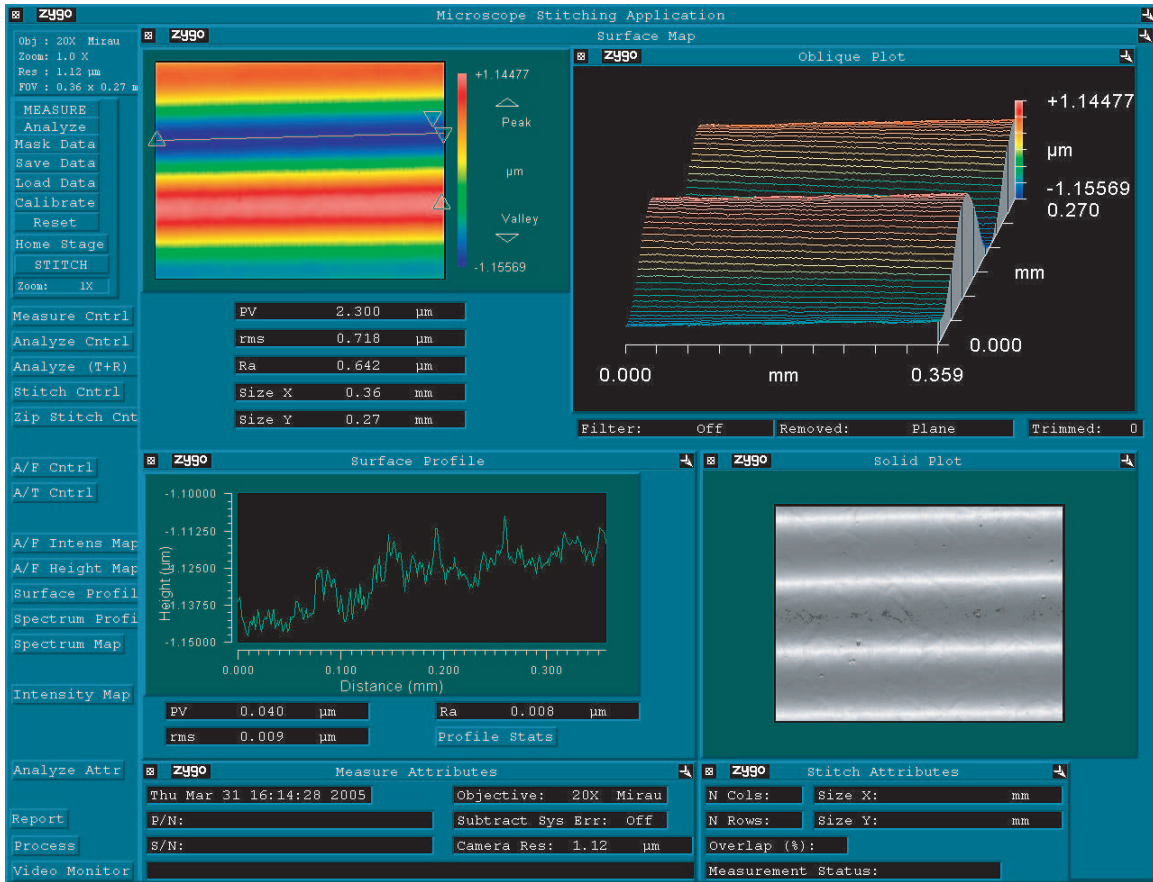 zygo
Microscope Stitching Application
Obj : 20X Mirau
Zoom: 1.0 X
Res : 1.12 µm
FOV : 0.36 x 0.27 m
MEASURE
Analyze
Mask Data
Save Data
Load Data
Calibrate
Reset
Home Stage
STITCH
Zoom: 1X
Measure Cntrl
Analyze Cntrl
Analyze (T+R)
Stitch Cntrl
Zip Stitch Cnt
A/F Cntrl
A/T Cntrl
A/F Intens Map
A/F Height Map
Surface Profil
Spectrum Profi
Spectrum Map
Intensity Map
Analyze Attr
Report
Process
Video Monitor
zygo
Surface Map
+1.14477
Peak
µm
Valley
-1.15569
PV 2.300 µm
rms 0.718 µm
Ra 0.642 µm
Size X 0.36 mm
Size Y 0.27 mm
zygo
Oblique Plot
+1.14477
µm
-1.15569
0.270
mm
0.000
0.000 mm 0.359
Filter: Off
Removed: Plane
Trimmed: 0
zygo
Surface Profile
-1.10000
-1.11250
-1.12500
-1.13750
-1.15000
Height (µm)
0.000 0.100 0.200 0.300
Distance (mm)
PV 0.040 µm
Ra 0.008 µm
rms 0.009 µm
Profile Stats
zygo
Solid Plot
zygo
Measure Attributes
Thu Mar 31 16:14:28 2005
Objective: 20X Mirau
P/N:
Subtract Sys Err: Off
S/N:
Camera Res: 1.12 µm
zygo
Stitch Attributes
N Cols:
Size X: mm
N Rows:
Size Y: mm
Overlap (%):
Measurement Status: